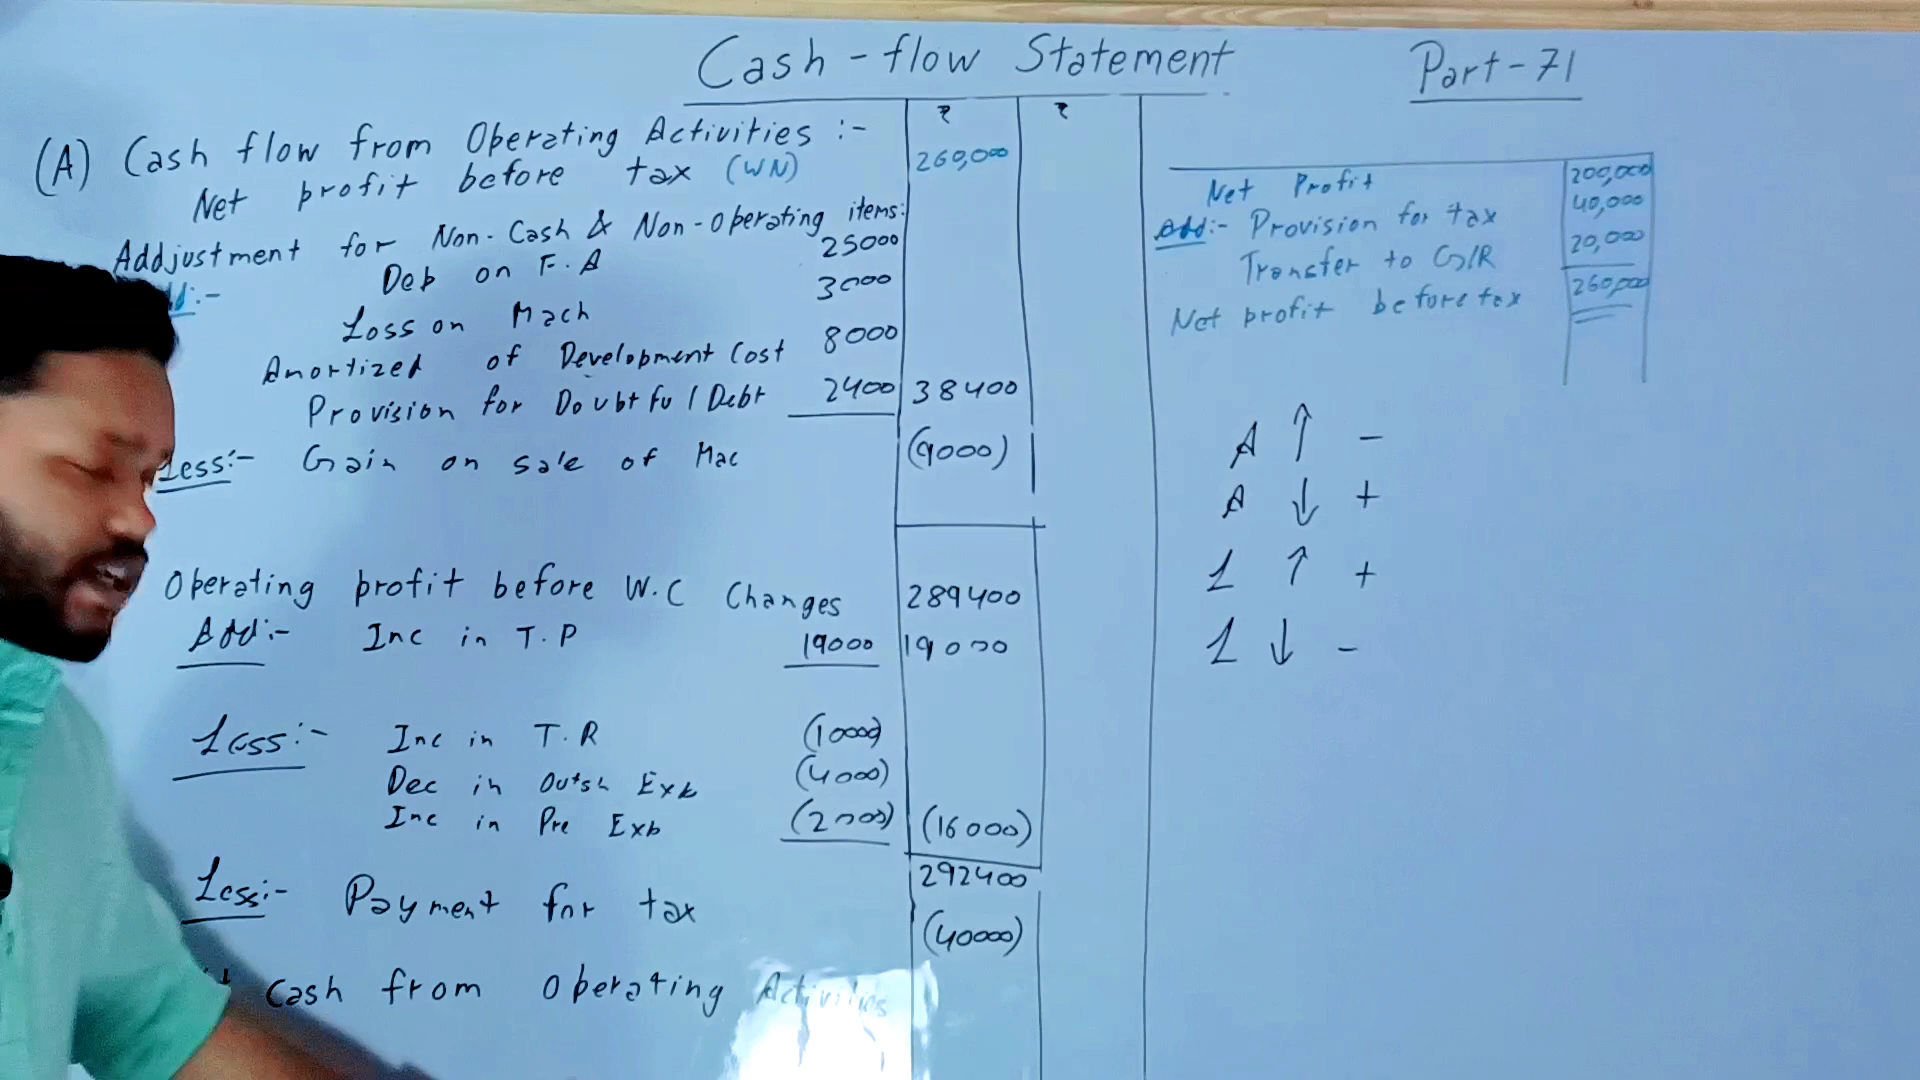 Cash-flow Statement
Part-71
₹ ₹
(A) Cash flow from Operating Activities :-
Net profit before tax (WN) 260,000
Addjustment for Non-Cash & Non-operating items:
Dep on F.A 25000
Loss on Mach 3000
Amortized of Development Cost 8000
Provision for Doubtful Debt 2400 38400
Less:- Gain on sale of Mac (9000)
Operating profit before W.C Changes 289400
Add:- Inc in T.P 19000 19000
Less:- Inc in T.R (10000)
Dec in Outsn Exp (4000)
Inc in Pre Exp (2000) (16000)
292400
Less:- Payment for tax (40000)
Cash from Operating Activities
Net Profit 200,000
Add:- Provision for tax 40,000
Transfer to G/R 20,000
Net profit before tax 260,000
A ↑ -
A ↓ +
L ↑ +
L ↓ -